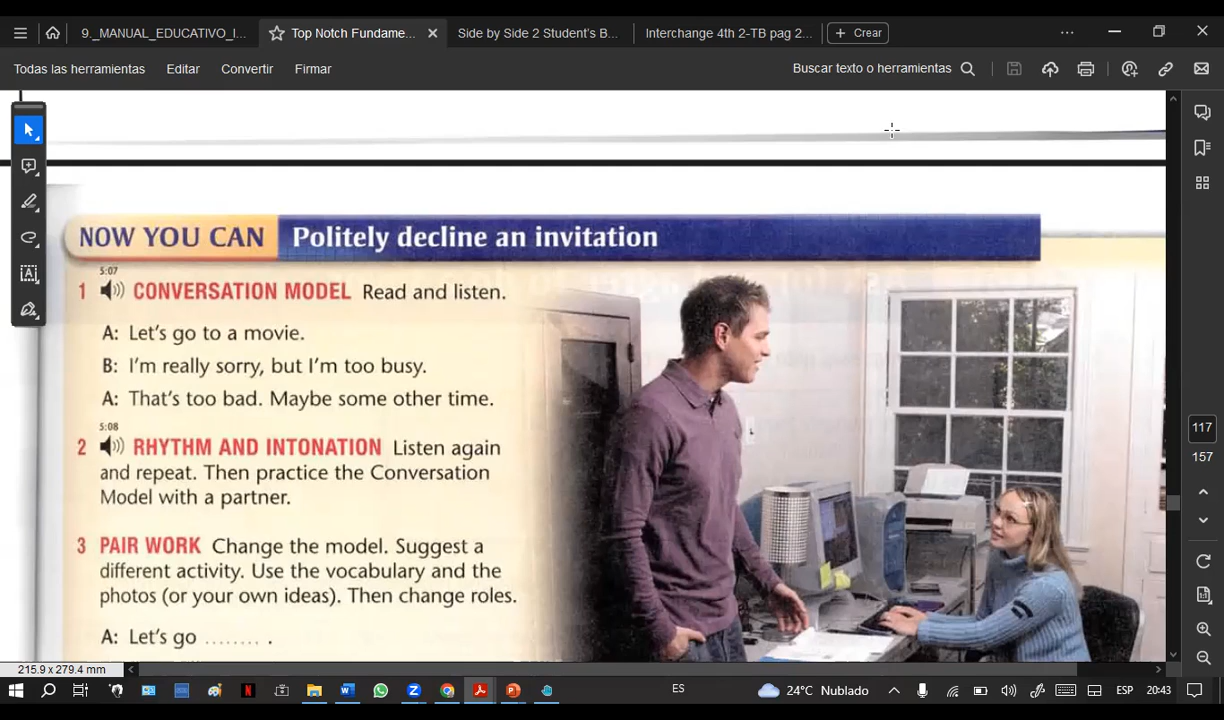 9._MANUAL_EDUCATIVO_I...
Top Notch Fundame...
Side by Side 2 Student's B...
Interchange 4th 2-TB pag 2...
Crear
Todas las herramientas
Editar
Convertir
Firmar
Buscar texto o herramientas
NOW YOU CAN Politely decline an invitation
5:07
1 CONVERSATION MODEL Read and listen.
A: Let's go to a movie.
B: I'm really sorry, but I'm too busy.
A: That's too bad. Maybe some other time.
5:08
2 RHYTHM AND INTONATION Listen again
and repeat. Then practice the Conversation
Model with a partner.
3 PAIR WORK Change the model. Suggest a
different activity. Use the vocabulary and the
photos (or your own ideas). Then change roles.
A: Let's go ........ .
117
157
215.9 x 279.4 mm
ES
24°C Nublado
ESP
20:43